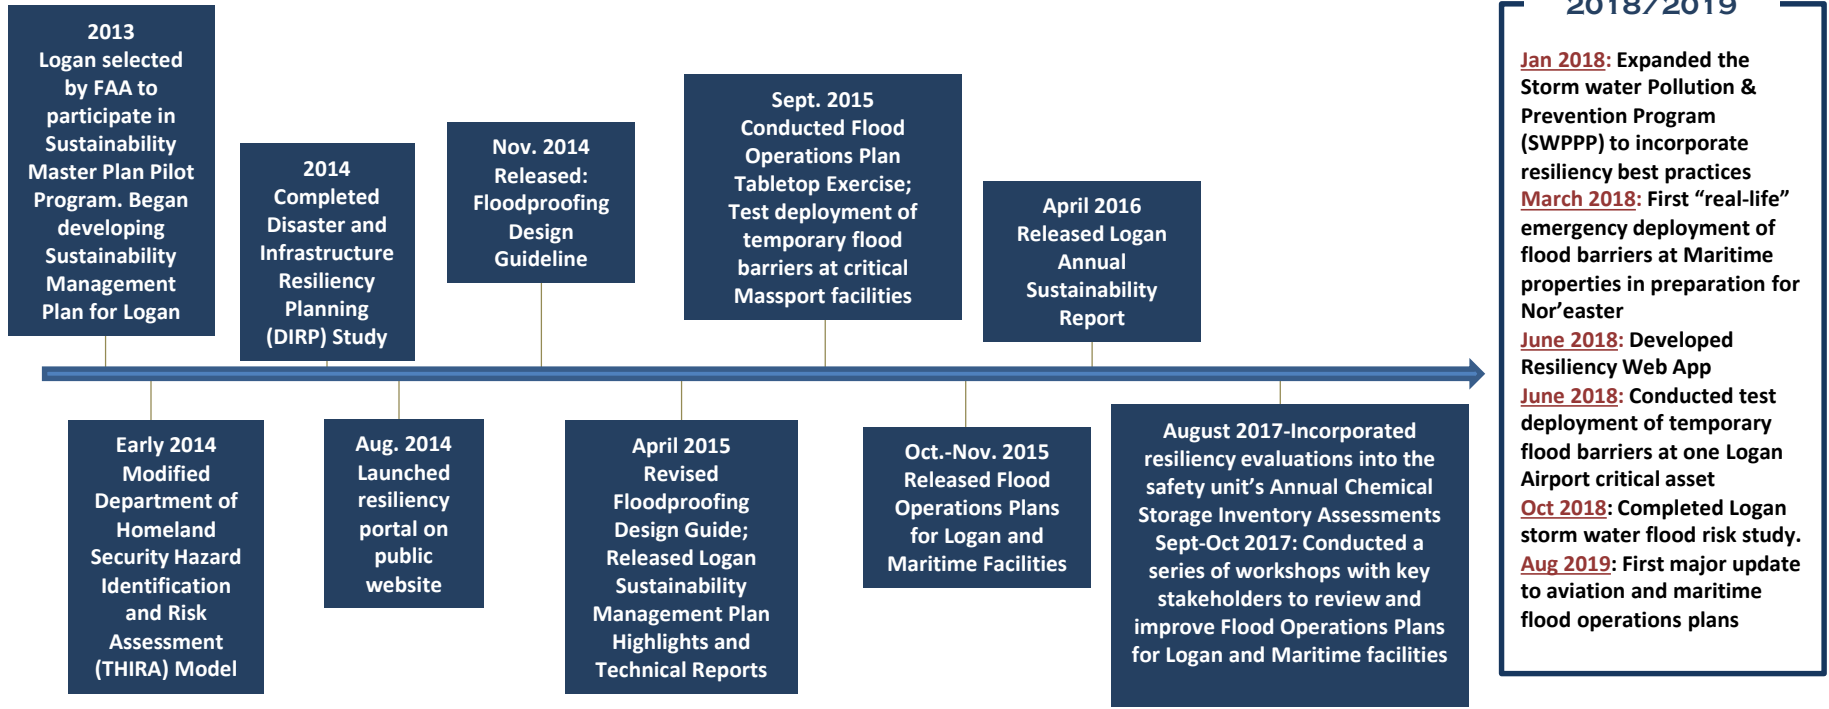 2013
Logan selected
by FAA to
participate in
Sustainability
Master Plan Pilot
Program. Began
developing
Sustainability
Management
Plan for Logan
Early 2014
Modified
Department of
Homeland
Security Hazard
Identification
and Risk
Assessment
(THIRA) Model
2014
Completed
Disaster and
Infrastructure
Resiliency
Planning
(DIRP) Study
Aug. 2014
Launched
resiliency
portal on
public
website
Nov. 2014
Released:
Floodproofing
Design
Guideline
April 2015
Revised
Floodproofing
Design Guide;
Released Logan
Sustainability
Management Plan
Highlights and
Technical Reports
Sept. 2015
Conducted Flood
Operations Plan
Tabletop Exercise;
Test deployment of
temporary flood
barriers at critical
Massport facilities
Oct.-Nov. 2015
Released Flood
Operations Plans
for Logan and
Maritime Facilities
April 2016
Released Logan
Annual
Sustainability
Report
August 2017-Incorporated
resiliency evaluations into the
safety unit’s Annual Chemical
Storage Inventory Assessments
Sept-Oct 2017: Conducted a
series of workshops with key
stakeholders to review and
improve Flood Operations Plans
for Logan and Maritime facilities
2018/2019
Jan 2018: Expanded the
Storm water Pollution &
Prevention Program
(SWPPP) to incorporate
resiliency best practices
March 2018: First “real-life”
emergency deployment of
flood barriers at Maritime
properties in preparation for
Nor’easter
June 2018: Developed
Resiliency Web App
June 2018: Conducted test
deployment of temporary
flood barriers at one Logan
Airport critical asset
Oct 2018: Completed Logan
storm water flood risk study.
Aug 2019: First major update
to aviation and maritime
flood operations plans